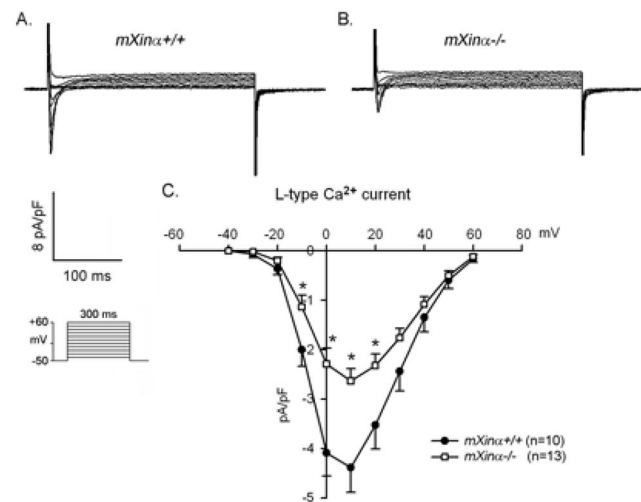 A.
mXinα+/+
B.
mXinα-/-
8 pA/pF
100 ms
300 ms
+60
mV
-50
C.
L-type Ca²⁺ current
-60 -40 -20 0 20 40 60 80 mV
0
-1
-2
-3
-4
-5
pA/pF
*
*
*
*
mXinα+/+ (n=10)
mXinα-/- (n=13)